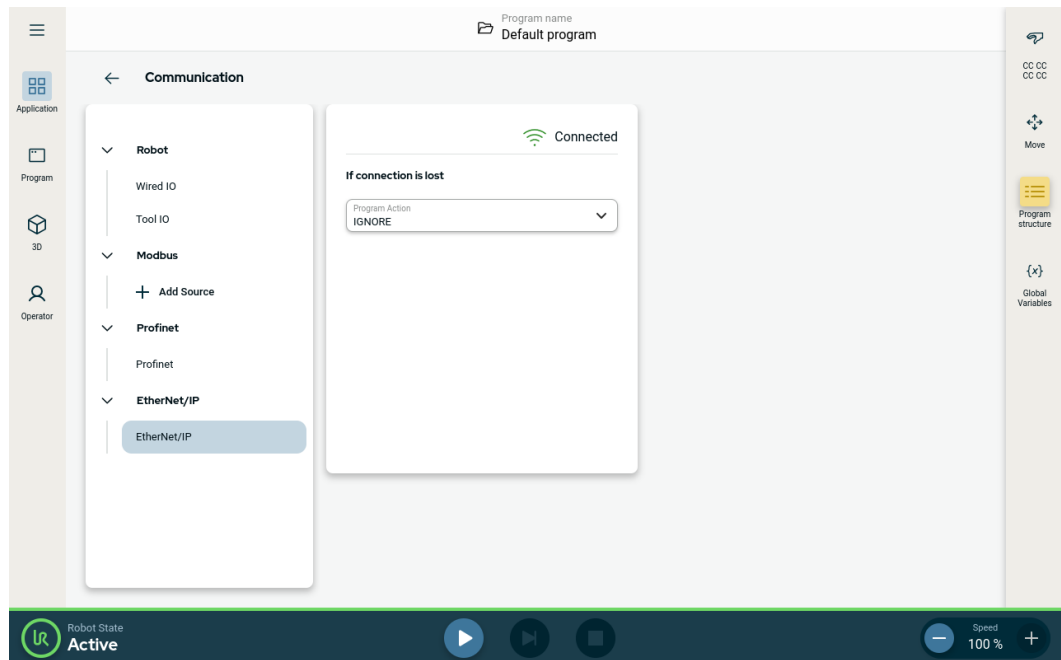 Program name
Default program
Communication
Application
Program
3D
Operator
Robot
Wired IO
Tool IO
Modbus
Add Source
Profinet
Profinet
EtherNet/IP
EtherNet/IP
Connected
If connection is lost
Program Action
IGNORE
CC CC
CC CC
Move
Program
structure
{x}
Global
Variables
UR
Robot State
Active
Speed
100 %